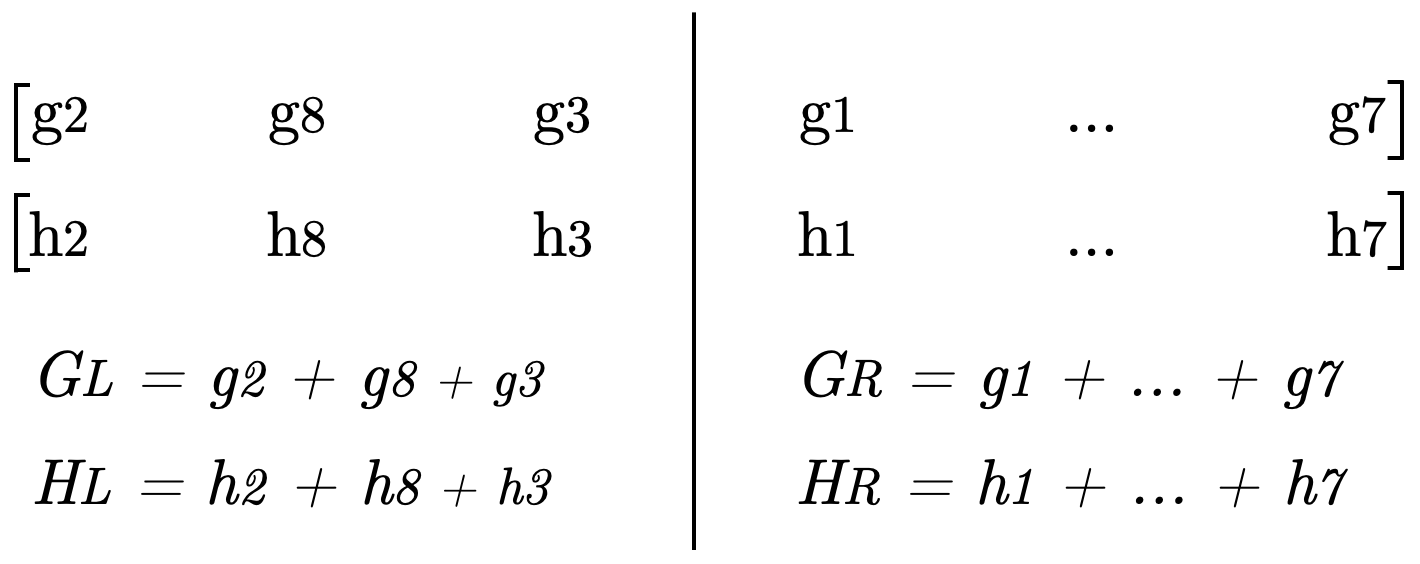 [g2 g8 g3 g1 ... g7]
[h2 h8 h3 h1 ... h7]
GL = g2 + g8 + g3 GR = g1 + ... + g7
HL = h2 + h8 + h3 HR = h1 + ... + h7